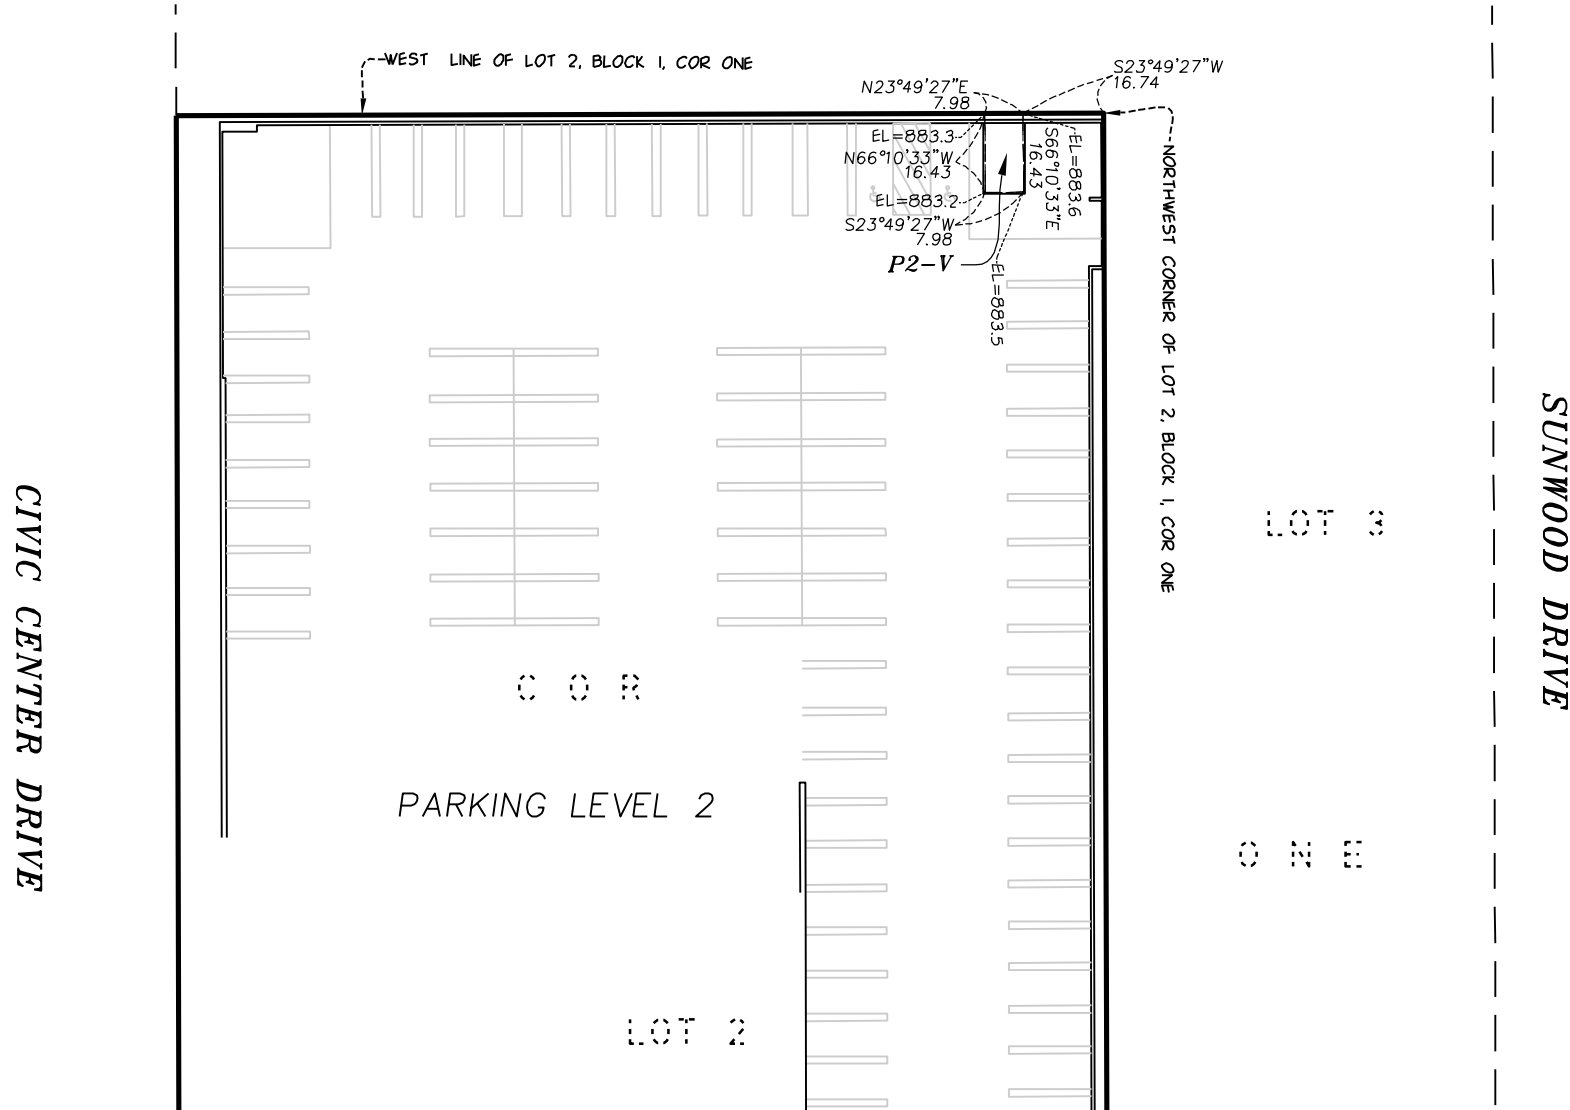 WEST LINE OF LOT 2, BLOCK 1, COR ONE
S23°49'27"W
16.74
N23°49'27"E
7.98
EL=883.3
N66°10'33"W
16.43
EL=883.2
S23°49'27"W
7.98
P2-V
S66°10'33"E
16.43
EL=883.6
EL=883.5
NORTHWEST CORNER OF LOT 2, BLOCK 1, COR ONE
SUNWOOD DRIVE
CIVIC CENTER DRIVE
LOT 3
COR
PARKING LEVEL 2
ONE
LOT 2